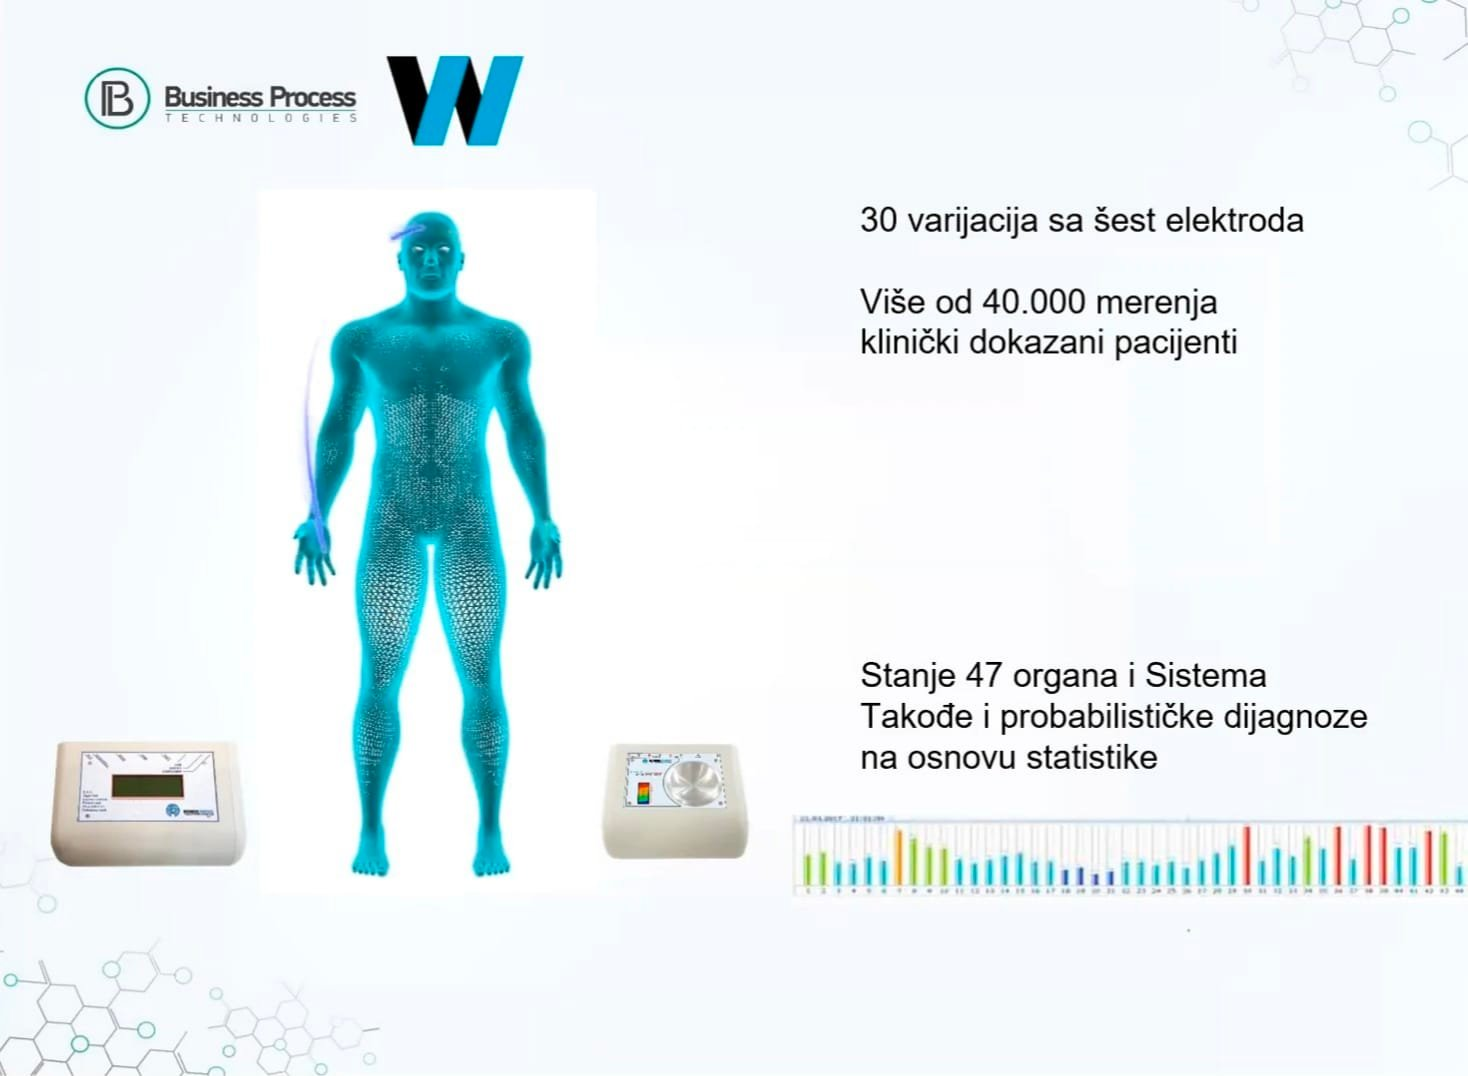 Business Process
TECHNOLOGIES
30 varijacija sa šest elektroda
Više od 40.000 merenja
klinički dokazani pacijenti
Stanje 47 organa i Sistema
Takođe i probabilističke dijagnoze
na osnovu statistike